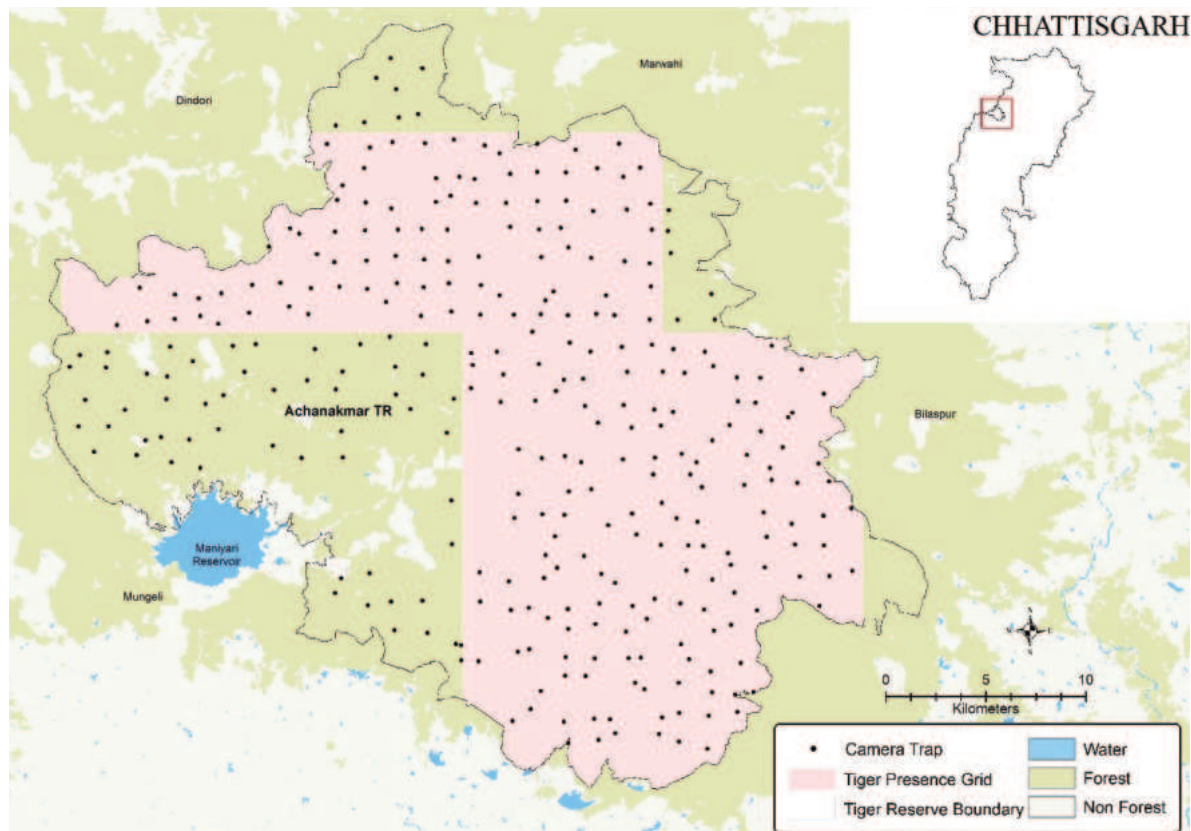 CHHATTISGARH
Marwahi
Dindori
Achanakmar TR
Bilaspur
Maniyari
Reservoir
Mungeli
N
0 5 10
Kilometers
Camera Trap
Tiger Presence Grid
Tiger Reserve Boundary
Water
Forest
Non Forest